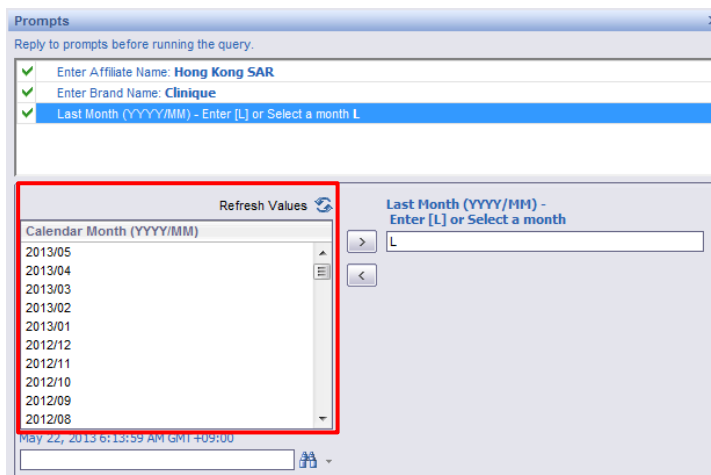 Prompts
Reply to prompts before running the query.
Enter Affiliate Name: Hong Kong SAR
Enter Brand Name: Clinique
Last Month (YYYY/MM) - Enter [L] or Select a month L
Refresh Values
Calendar Month (YYYY/MM)
2013/05
2013/04
2013/03
2013/02
2013/01
2012/12
2012/11
2012/10
2012/09
2012/08
May 22, 2013 6:13:59 AM GMT+09:00
Last Month (YYYY/MM) -
Enter [L] or Select a month
L